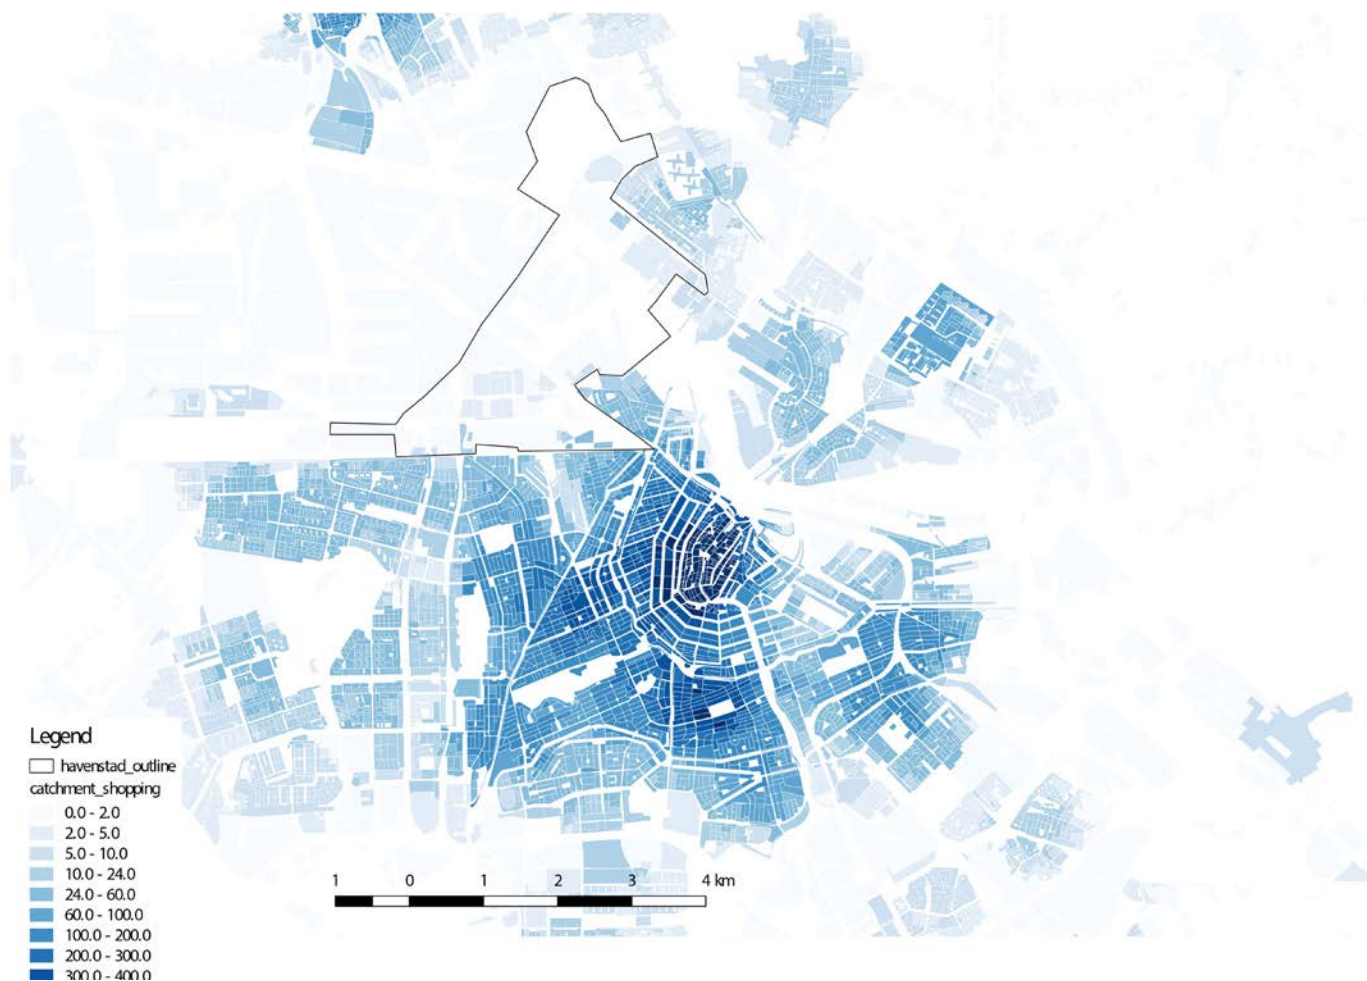 Legend
havenstad_outline
catchment_shopping
0.0 - 2.0
2.0 - 5.0
5.0 - 10.0
10.0 - 24.0
24.0 - 60.0
60.0 - 100.0
100.0 - 200.0
200.0 - 300.0
300.0 - 400.0
1 0 1 2 3 4 km